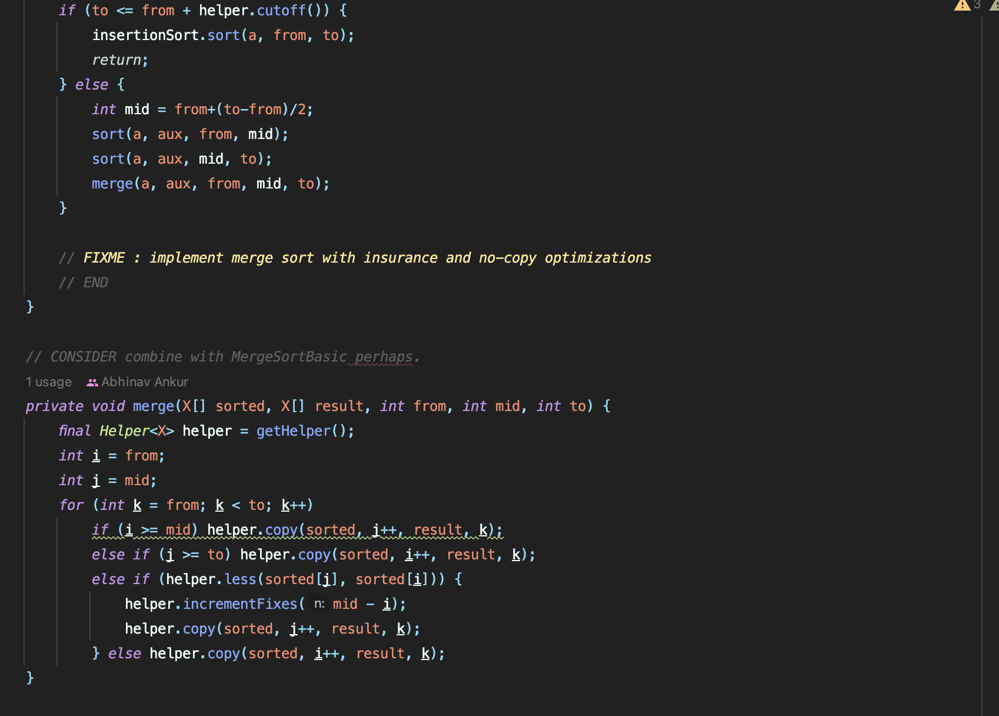 if (to <= from + helper.cutoff()) {
insertionSort.sort(a, from, to);
return;
} else {
int mid = from+(to-from)/2;
sort(a, aux, from, mid);
sort(a, aux, mid, to);
merge(a, aux, from, mid, to);
}
// FIXME : implement merge sort with insurance and no-copy optimizations
// END
}
// CONSIDER combine with MergeSortBasic perhaps.
1 usage Abhinav Ankur
private void merge(X[] sorted, X[] result, int from, int mid, int to) {
final Helper<X> helper = getHelper();
int i = from;
int j = mid;
for (int k = from; k < to; k++)
if (i >= mid) helper.copy(sorted, j++, result, k);
else if (j >= to) helper.copy(sorted, i++, result, k);
else if (helper.less(sorted[j], sorted[i])) {
helper.incrementFixes( n: mid - i);
helper.copy(sorted, j++, result, k);
} else helper.copy(sorted, i++, result, k);
}
3